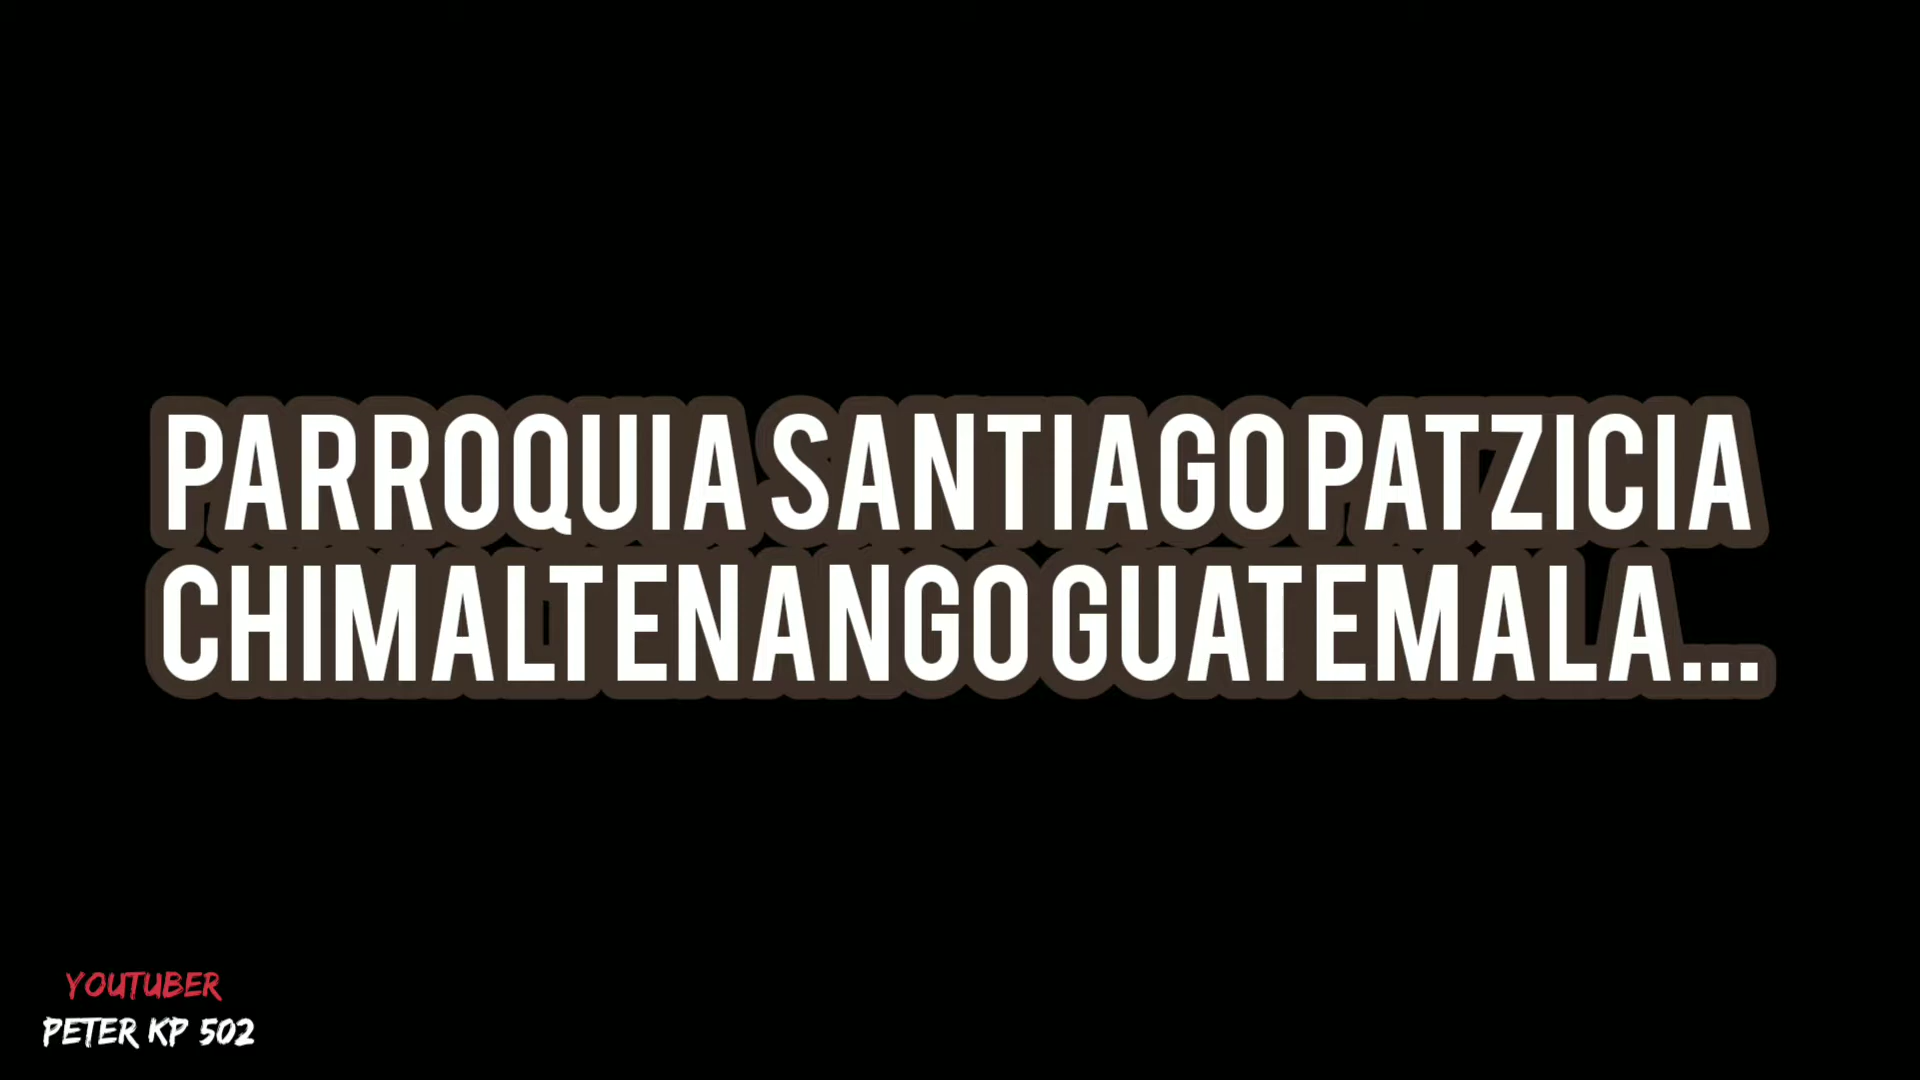 PARROQUIA SANTIAGO PATZICIA
CHIMALTENANGO GUATEMALA...
YOUTUBER
PETER KP 502